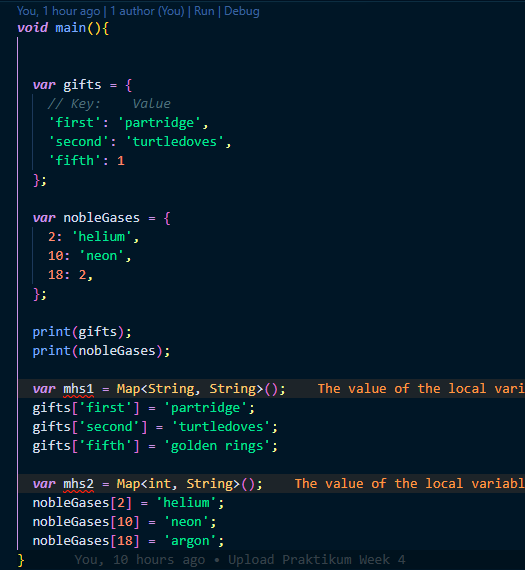 You, 1 hour ago | 1 author (You) | Run | Debug
void main(){
var gifts = {
// Key:    Value
'first': 'partridge',
'second': 'turtledoves',
'fifth': 1
};
var nobleGases = {
2: 'helium',
10: 'neon',
18: 2,
};
print(gifts);
print(nobleGases);
var mhs1 = Map<String, String>();    The value of the local vari
gifts['first'] = 'partridge';
gifts['second'] = 'turtledoves';
gifts['fifth'] = 'golden rings';
var mhs2 = Map<int, String>();    The value of the local variabl
nobleGases[2] = 'helium';
nobleGases[10] = 'neon';
nobleGases[18] = 'argon';
}    You, 10 hours ago • Upload Praktikum Week 4